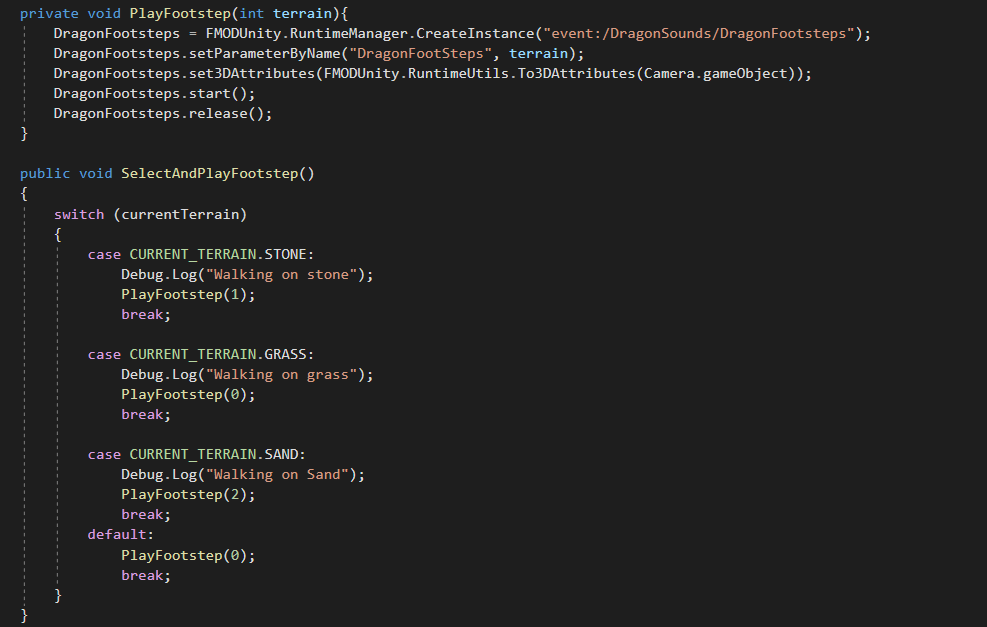 private void PlayFootstep(int terrain){
    DragonFootsteps = FMODUnity.RuntimeManager.CreateInstance("event:/DragonSounds/DragonFootsteps");
    DragonFootsteps.setParameterByName("DragonFootSteps", terrain);
    DragonFootsteps.set3DAttributes(FMODUnity.RuntimeUtils.To3DAttributes(Camera.gameObject));
    DragonFootsteps.start();
    DragonFootsteps.release();
}

public void SelectAndPlayFootstep()
{
    switch (currentTerrain)
    {
        case CURRENT_TERRAIN.STONE:
            Debug.Log("Walking on stone");
            PlayFootstep(1);
            break;

        case CURRENT_TERRAIN.GRASS:
            Debug.Log("Walking on grass");
            PlayFootstep(0);
            break;

        case CURRENT_TERRAIN.SAND:
            Debug.Log("Walking on Sand");
            PlayFootstep(2);
            break;
        default:
            PlayFootstep(0);
            break;
    }
}